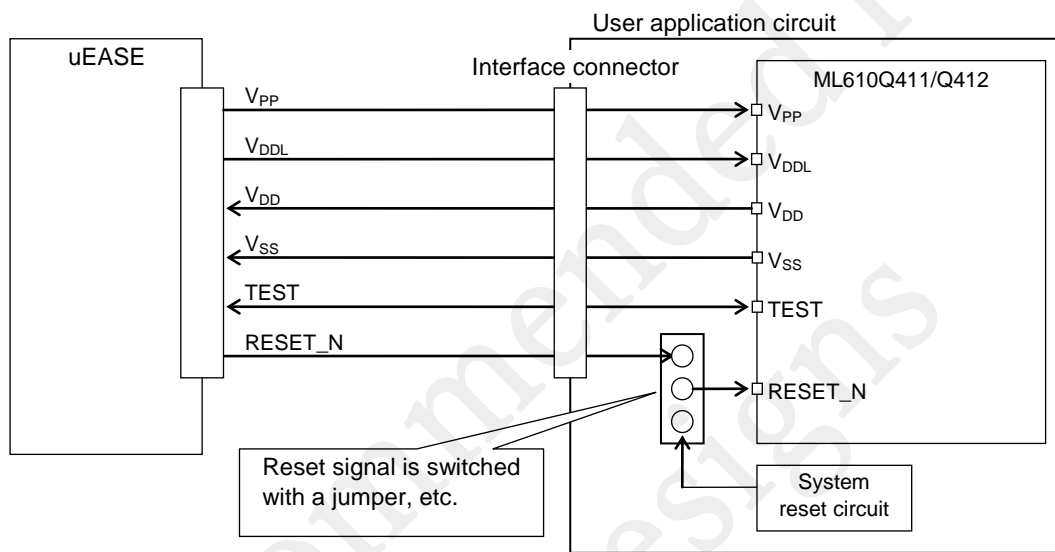 User application circuit
uEASE
Interface connector
ML610Q411/Q412
VPP
VPP
VDDL
VDDL
VDD
VDD
VSS
VSS
TEST
TEST
RESET_N
RESET_N
Reset signal is switched
with a jumper, etc.
System
reset circuit